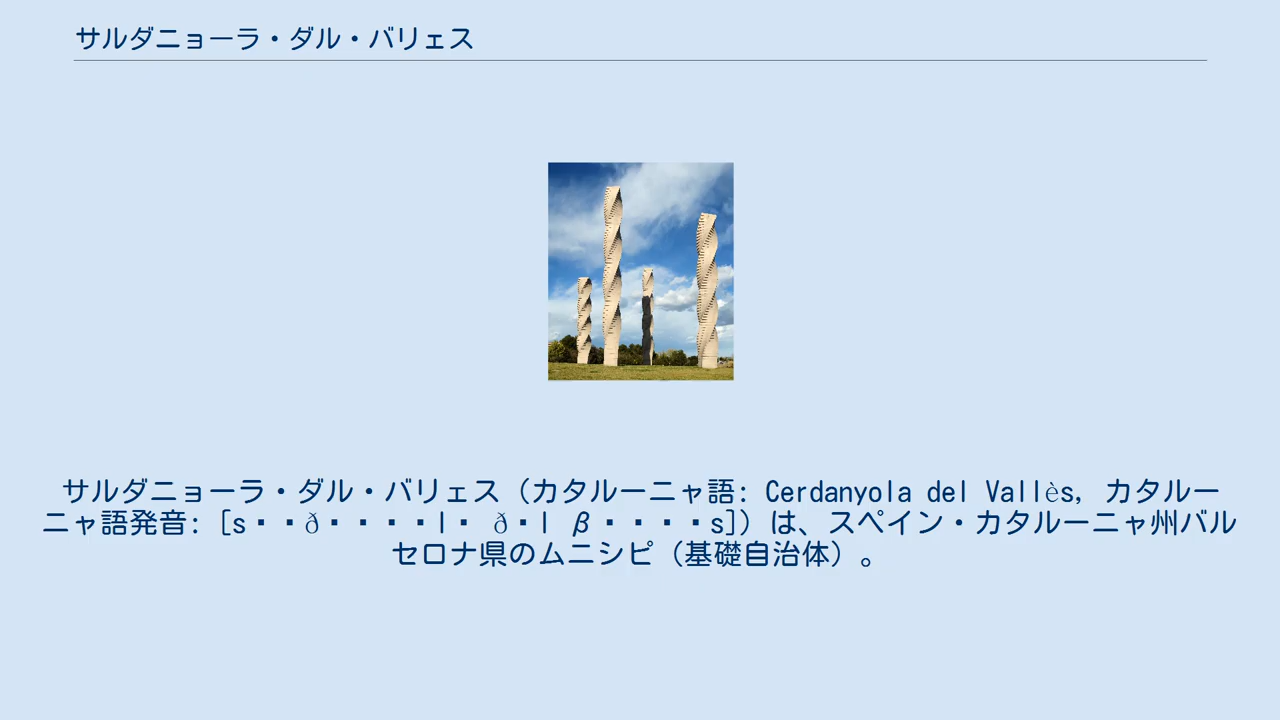 サルダニョーラ・ダル・バリェス
サルダニョーラ・ダル・バリェス（カタルーニャ語: Cerdanyola del Vallès, カタルー
ニャ語発音: [s▪▪ð▪▪▪▪l▪ ð▪l β▪▪▪▪s]）は、スペイン・カタルーニャ州バル
セロナ県のムニシピ（基礎自治体）。